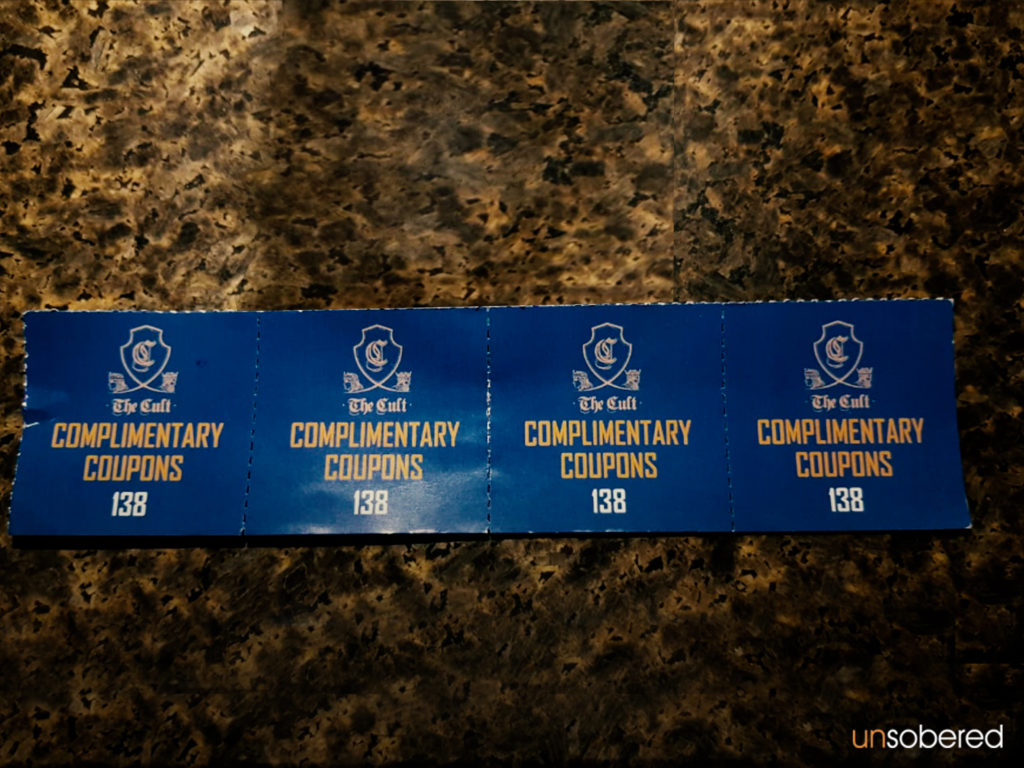 C
The Cult
COMPLIMENTARY
COUPONS
138
C
The Cult
COMPLIMENTARY
COUPONS
138
C
The Cult
COMPLIMENTARY
COUPONS
138
C
The Cult
COMPLIMENTARY
COUPONS
138
unsobered